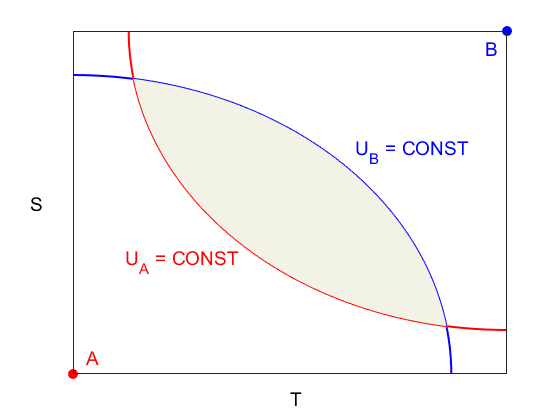 B
U_B = CONST
S
U_A = CONST
A
T